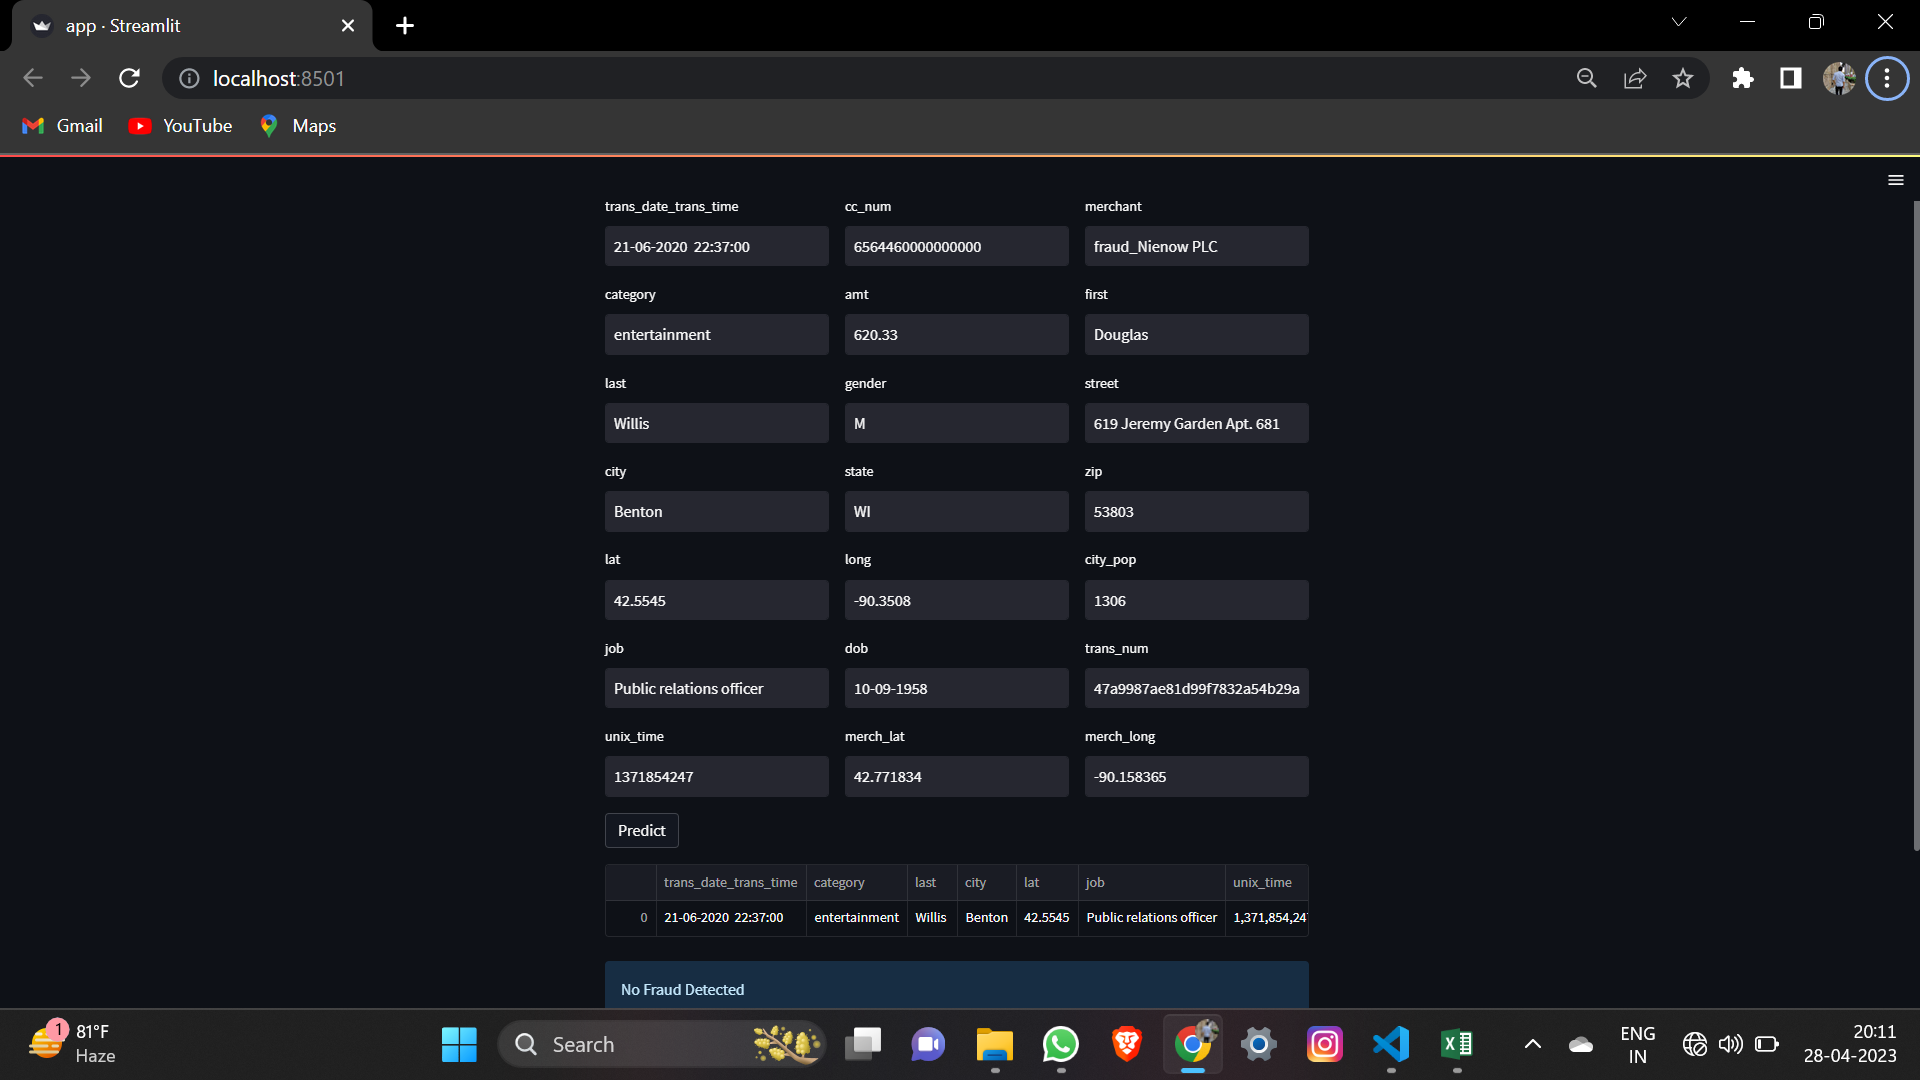 app · Streamlit
localhost:8501
Gmail YouTube Maps
trans_date_trans_time cc_num merchant
21-06-2020 22:37:00 6564460000000000 fraud_Nienow PLC
category amt first
entertainment 620.33 Douglas
last gender street
Willis M 619 Jeremy Garden Apt. 681
city state zip
Benton WI 53803
lat long city_pop
42.5545 -90.3508 1306
job dob trans_num
Public relations officer 10-09-1958 47a9987ae81d99f7832a54b29a
unix_time merch_lat merch_long
1371854247 42.771834 -90.158365
Predict
trans_date_trans_time category last city lat job unix_time
0 21-06-2020 22:37:00 entertainment Willis Benton 42.5545 Public relations officer 1,371,854,24
No Fraud Detected
1 81°F Search ENG 20:11
Haze IN 28-04-2023